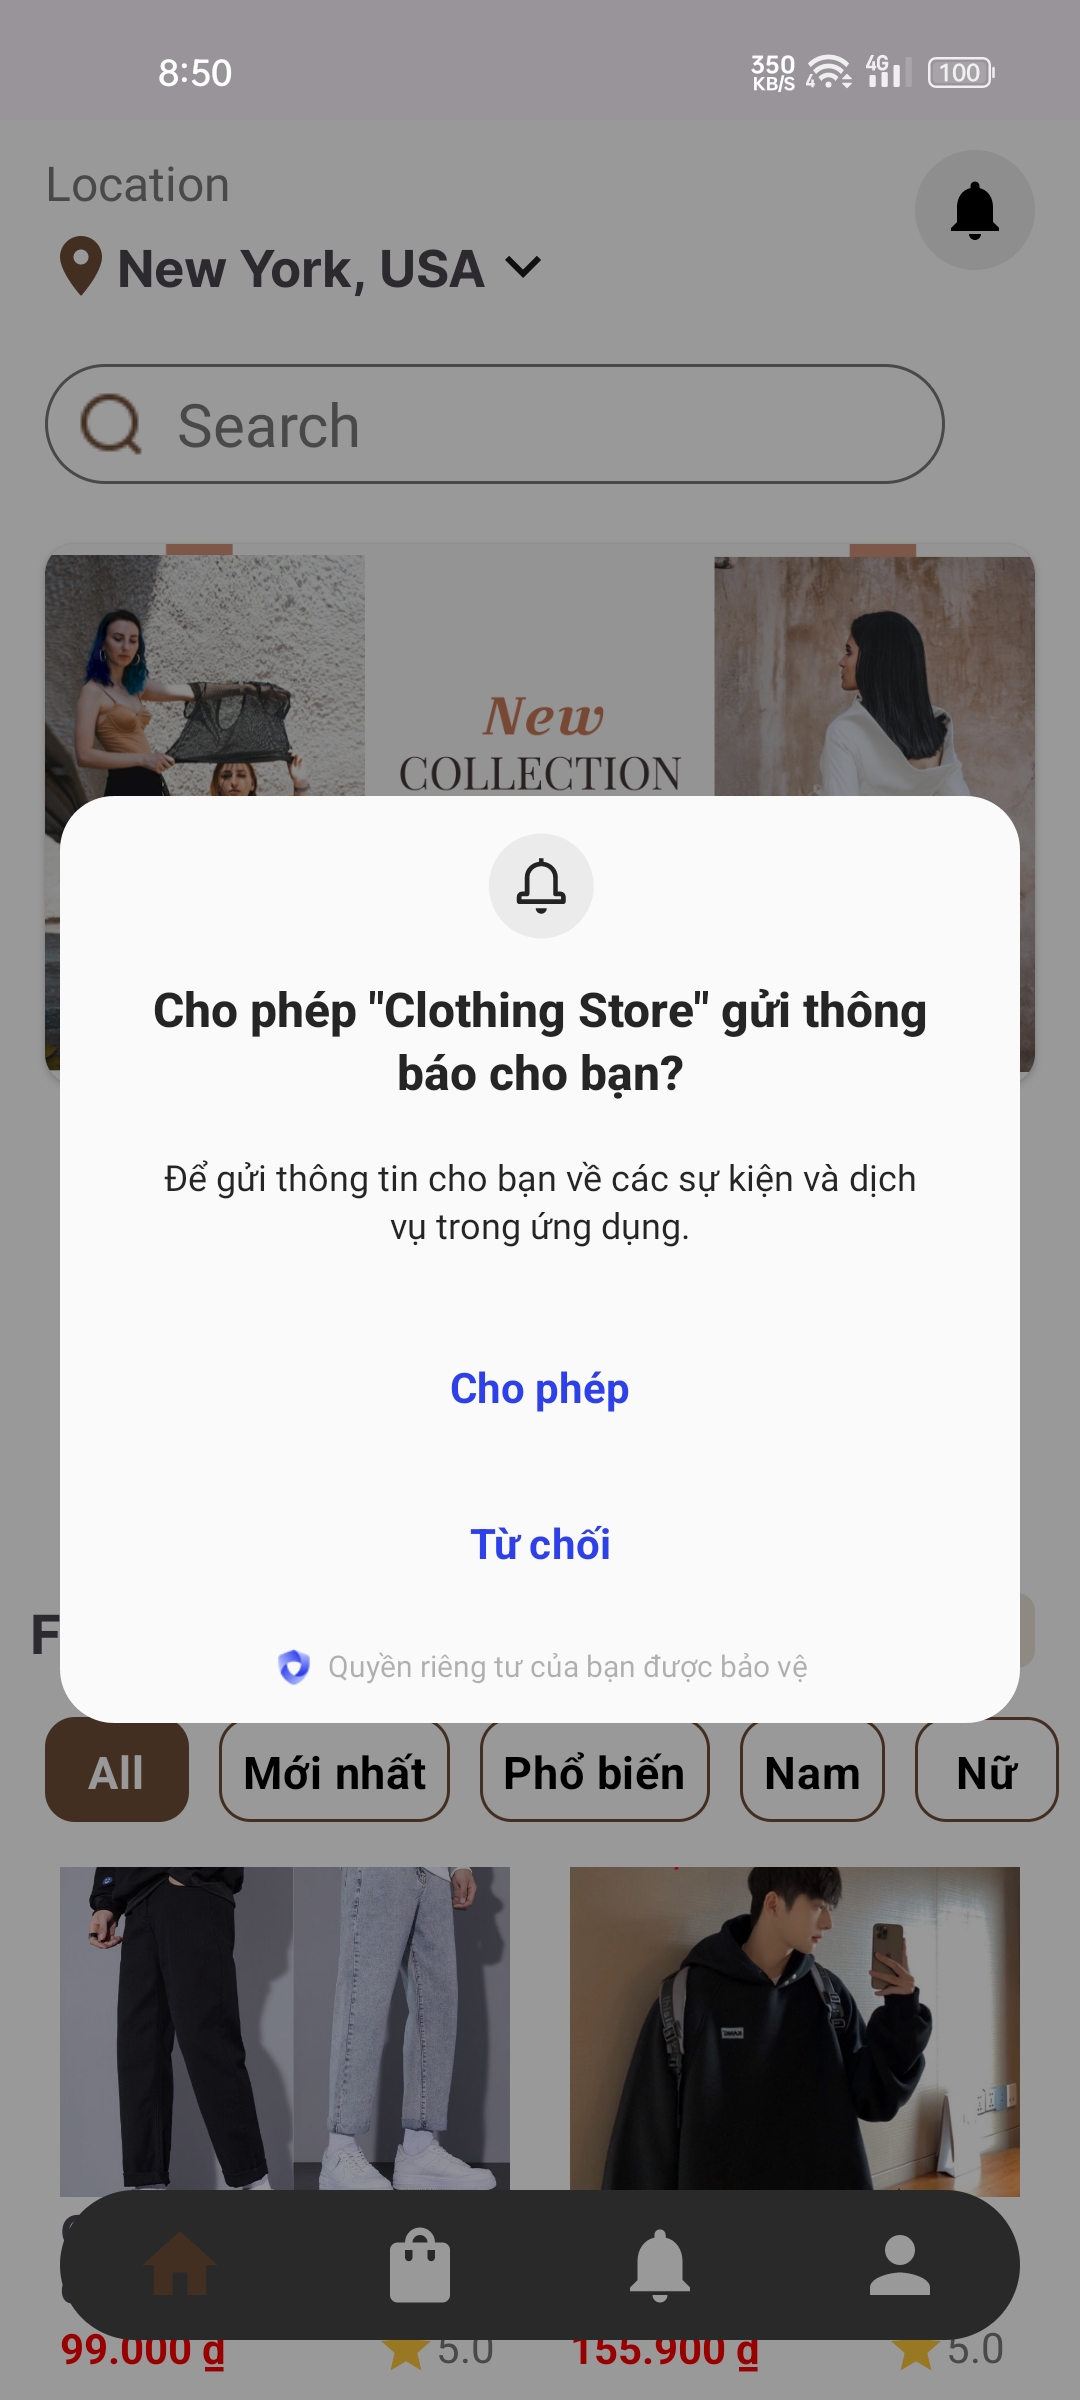 8:50
350
KB/S
4
4G
100
Location
New York, USA
Search
New
COLLECTION
Cho phép "Clothing Store" gửi thông
báo cho bạn?
Để gửi thông tin cho bạn về các sự kiện và dịch
vụ trong ứng dụng.
Cho phép
Từ chối
F
Quyền riêng tư của bạn được bảo vệ
All
Mới nhất
Phổ biến
Nam
Nữ
99.000 ₫
5.0
155.900 ₫
5.0